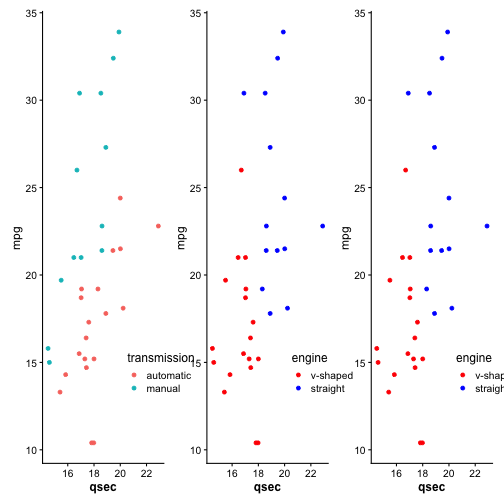 35
30
25
20
15
10
mpg
16 18 20 22
qsec
transmission
automatic
manual
35
30
25
20
15
10
mpg
16 18 20 22
qsec
engine
v-shaped
straight
35
30
25
20
15
10
mpg
16 18 20 22
qsec
engine
v-shap
straigh